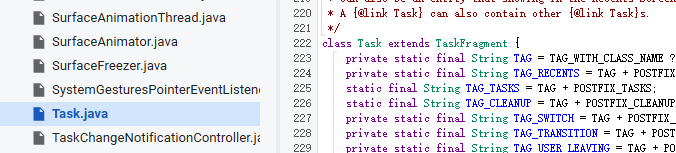 SurfaceAnimationThread.java
SurfaceAnimator.java
SurfaceFreezer.java
SystemGesturesPointerEventListene
Task.java
TaskChangeNotificationController.ja
220
221 * A {@link Task} can also contain other {@link Task}s.
*/
222 class Task extends TaskFragment {
223 private static final String TAG = TAG_WITH_CLASS_NAME ?
224 private static final String TAG_RECENTS = TAG + POSTFIX
225 static final String TAG_TASKS = TAG + POSTFIX_TASKS;
226 static final String TAG_CLEANUP = TAG + POSTFIX_CLEANUP
227 private static final String TAG_SWITCH = TAG + POSTFIX_
228 private static final String TAG_TRANSITION = TAG + POST
229 private static final String TAG_USER_LEAVING = TAG + POS